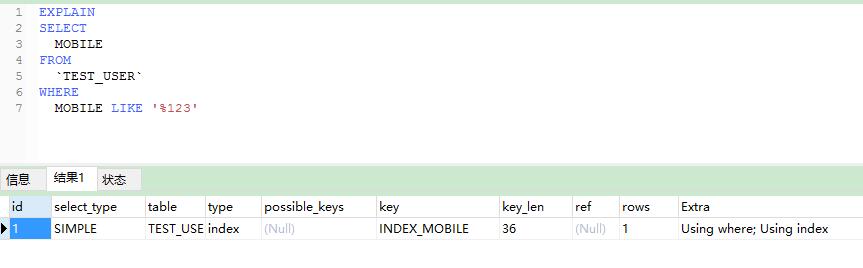 1 EXPLAIN
2 SELECT
3 MOBILE
4 FROM
5 `TEST_USER`
6 WHERE
7 MOBILE LIKE '%123'
信息 结果1 状态
id select_type table type possible_keys key key_len ref rows Extra
1 SIMPLE TEST_USE index (Null) INDEX_MOBILE 36 (Null) 1 Using where; Using index